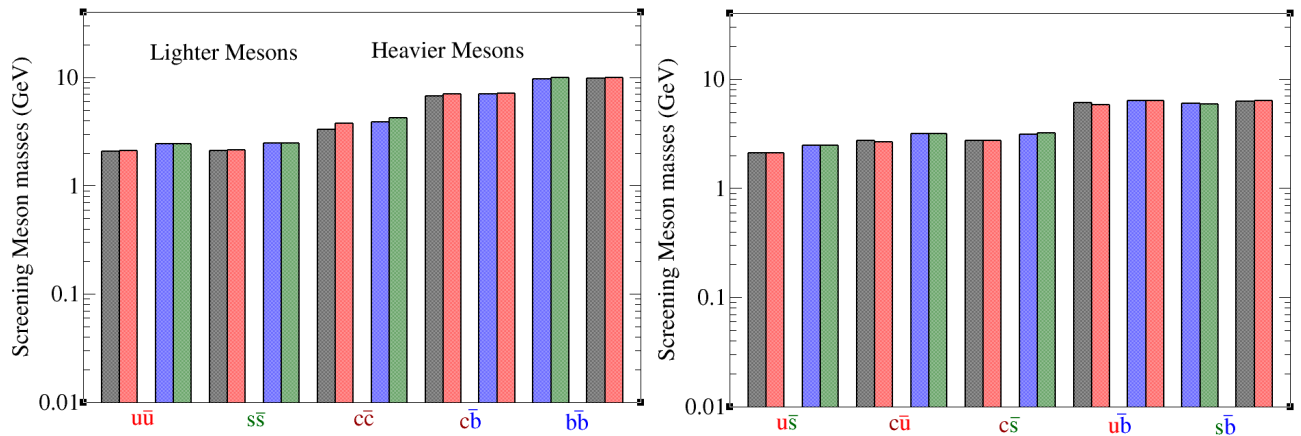 Screening Meson masses (GeV)
10
1
0.1
0.01
Lighter Mesons
Heavier Mesons
uū
ss̄
cc̄
cb̄
bb̄
Screening Meson masses (GeV)
10
1
0.1
0.01
us̄
cū
cs̄
ub̄
sb̄